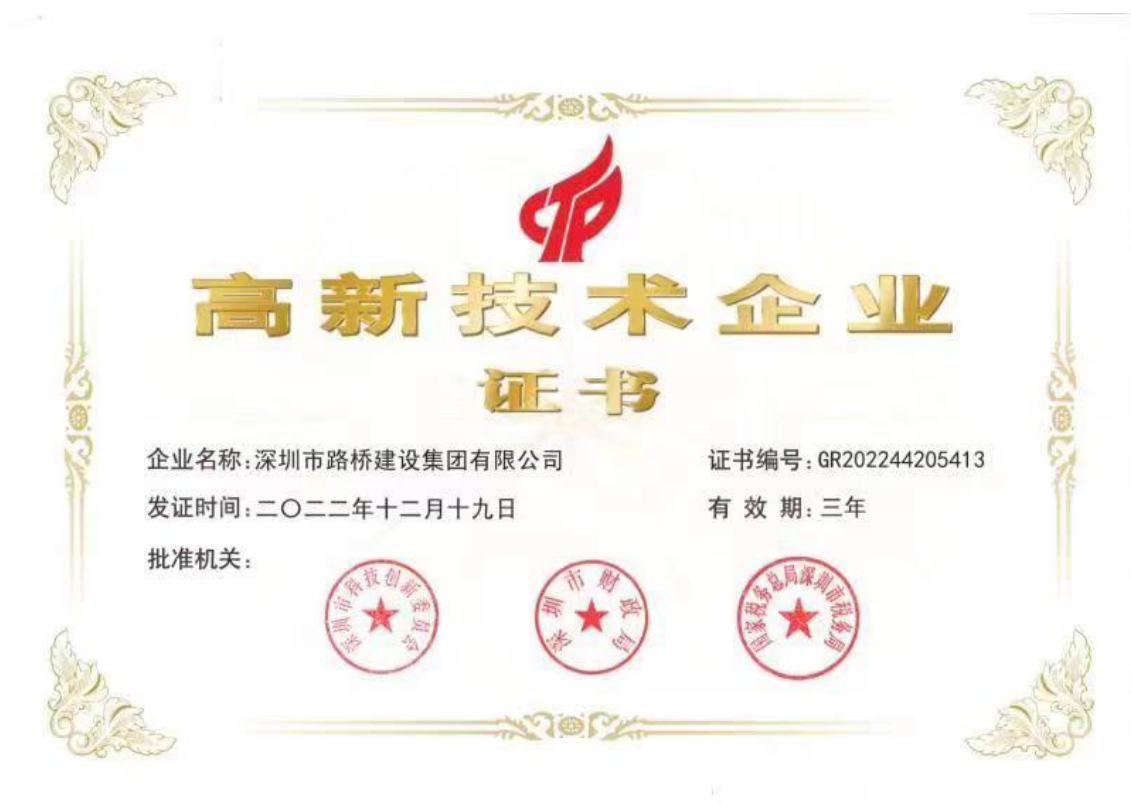 高新技术企业
证书
企业名称:深圳市路桥建设集团有限公司
证书编号:GR202244205413
发证时间:二〇二二年十二月十九日
有效期:三年
批准机关:
深圳市科技创新委员会
深圳市财政局
国家税务总局深圳市税务局